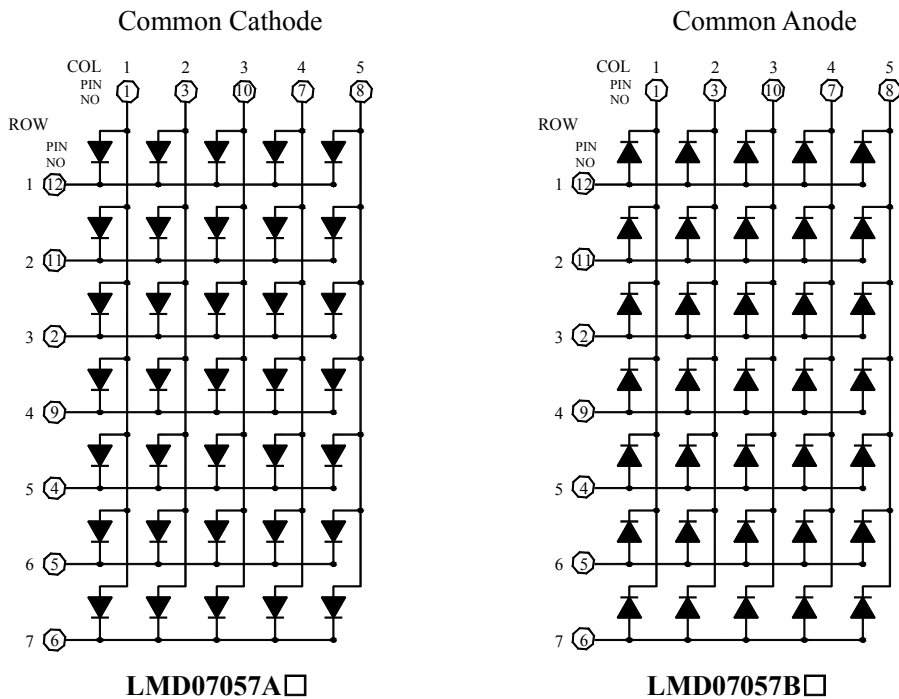 Common Cathode Common Anode
COL 1 2 3 4 5 COL 1 2 3 4 5
PIN NO 1 3 10 7 8 PIN NO 1 3 10 7 8
ROW ROW
PIN NO PIN NO
1 12 1 12
2 11 2 11
3 2 3 2
4 9 4 9
5 4 5 4
6 5 6 5
7 6 7 6
LMD07057A□ LMD07057B□